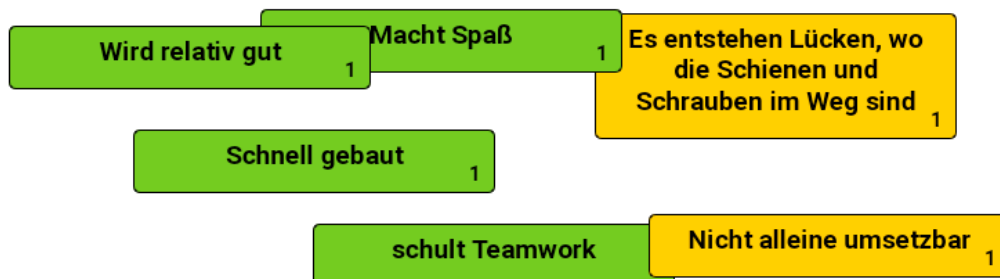 Wird relativ gut
1
Macht Spaß
1
Es entstehen Lücken, wo
die Schienen und
Schrauben im Weg sind
1
Schnell gebaut
1
schult Teamwork
Nicht alleine umsetzbar
1